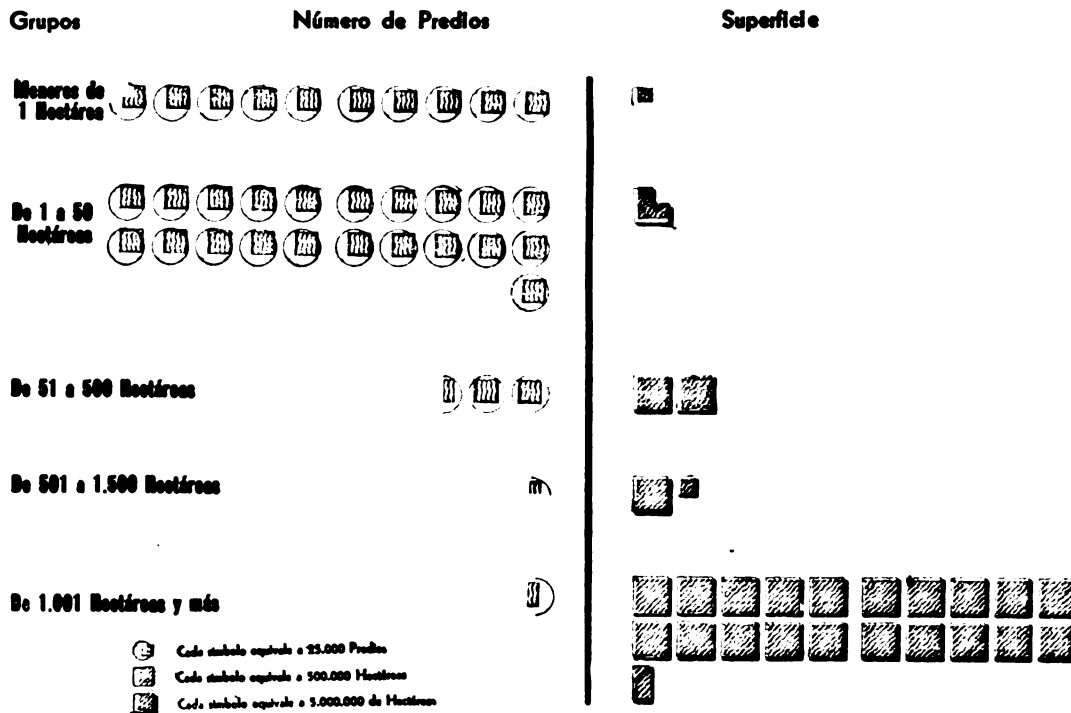 Grupos Número de Predios Superficie
Menores de
1 Hectárea
De 1 a 50
Hectáreas
De 51 a 500 Hectáreas
De 501 a 1.500 Hectáreas
De 1.001 Hectáreas y más
Cada símbolo equivale a 25.000 Predios
Cada símbolo equivale a 500.000 Hectáreas
Cada símbolo equivale a 5.000.000 de Hectáreas